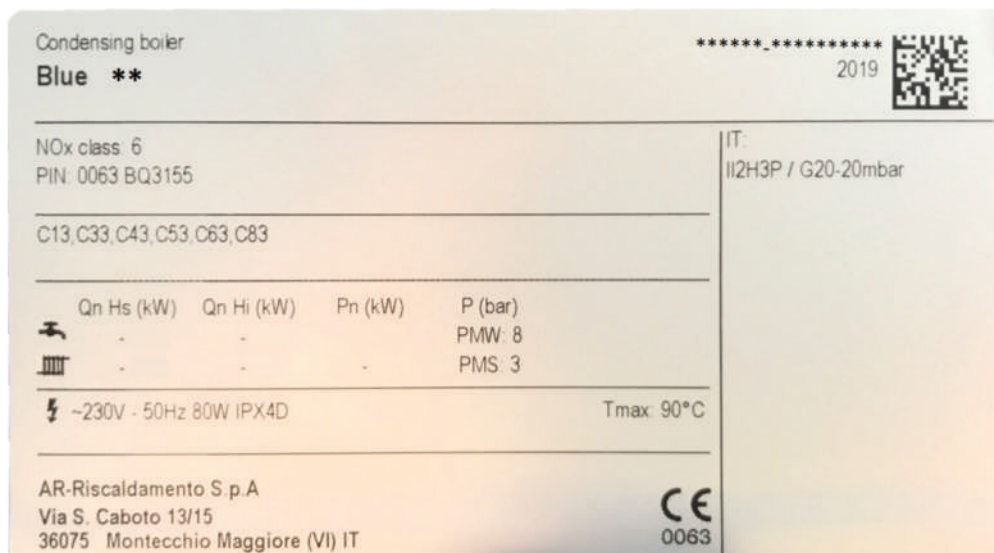 Condensing boiler
Blue **
******_**********
2019
NOx class: 6
PIN: 0063 BQ3155
IT:
II2H3P / G20-20mbar
C13,C33,C43,C53,C63,C83
Qn Hs (kW) Qn Hi (kW) Pn (kW) P (bar)
- - PMW: 8
- - - PMS: 3
~230V - 50Hz 80W IPX4D Tmax: 90°C
AR-Riscaldamento S.p.A
Via S. Caboto 13/15
36075 Montecchio Maggiore (VI) IT
CE
0063